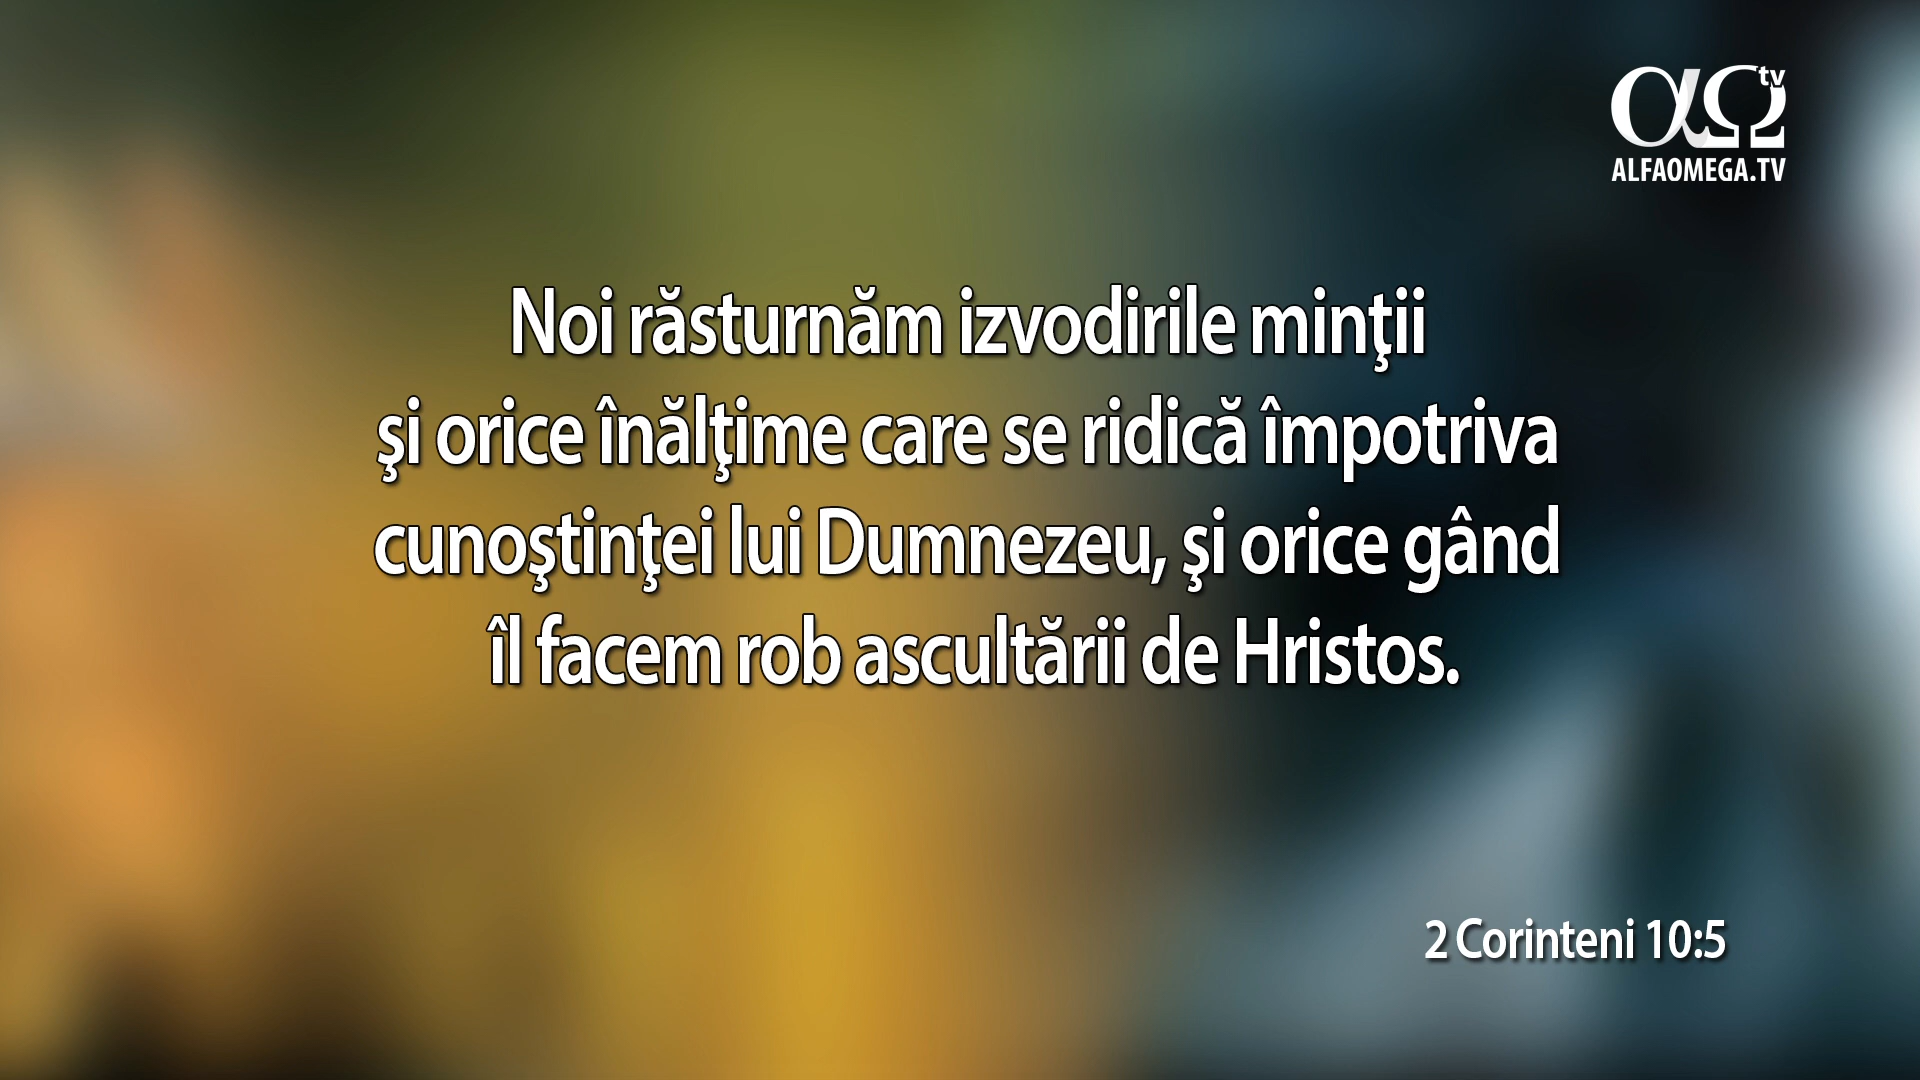 αΩ tv
ALFAOMEGA.TV
Noi răsturnăm izvodirile minţii
şi orice înălţime care se ridică împotriva
cunoştinţei lui Dumnezeu, şi orice gând
îl facem rob ascultării de Hristos.
2 Corinteni 10:5